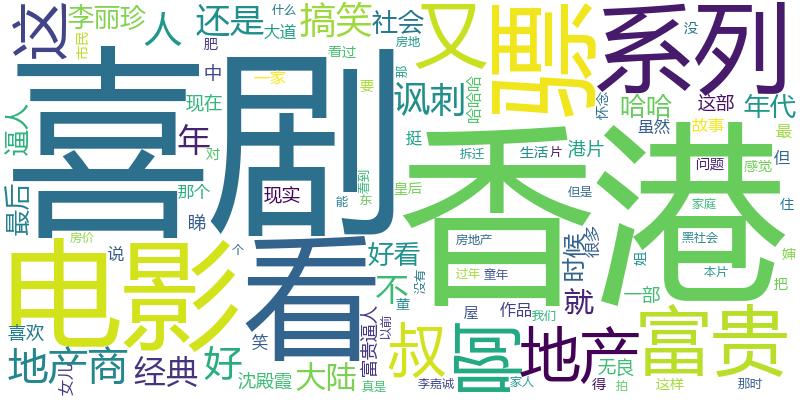 李丽珍
什么
还是
大道
搞笑
社会
又
骠
系列
没
这
人
市民
肥
看过
房地
那
要
讽刺
哈哈哈
怀念
哈哈
这部
年代
中
一家
现在
逼人
年
对
喜剧
香港
挺
虽然
故事
最
港片
生活
片
拆迁
问题
感觉
但
最后
那个
睇
现实
能
看到
东
皇后
但是
家庭
住
房价
说
个
电影
看
好看
不
没有
董
房地产
过年
童年
时候
很多
姐
黑社会
本片
婶
把
一部
就
作品
屋
我们
喜欢
笑
富贵逼人
以前
叔
啊
地产
富贵
地产商
女儿
经典
好
沈殿霞
大陆
真是
李嘉诚
家人
得
无良
拍
这样
那时